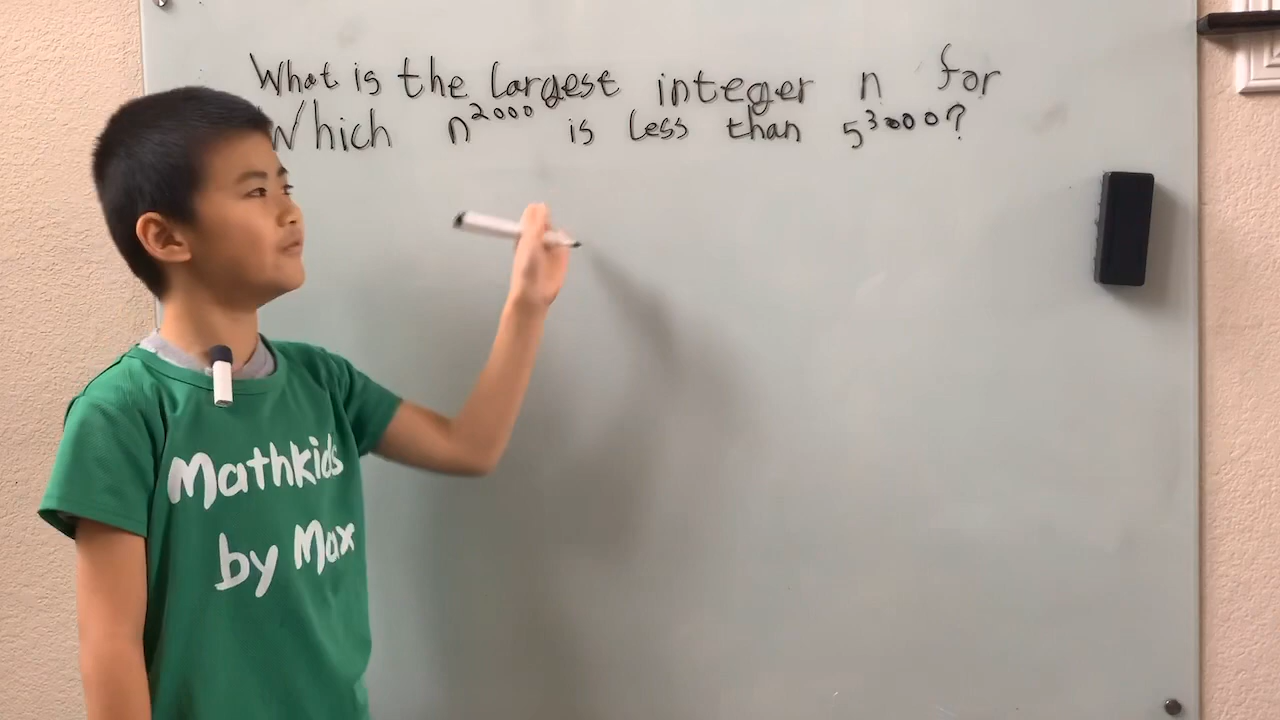 What is the largest integer n for
Which n^2000 is less than 5^3000?
Mathkids
by Max